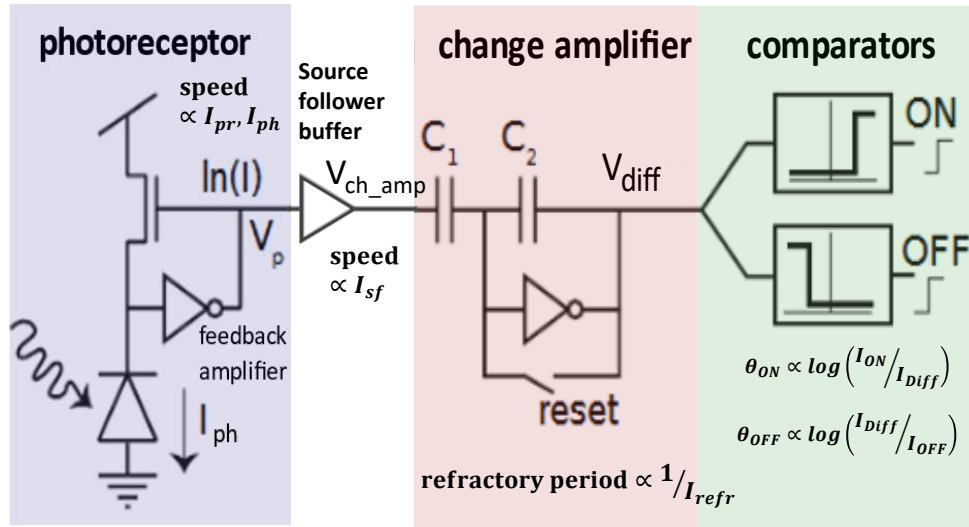 photoreceptor
speed
∝ I_pr, I_ph
ln(I)
V_p
feedback
amplifier
I_ph
Source
follower
buffer
V_ch_amp
speed
∝ I_sf
change amplifier
C_1
C_2
V_diff
reset
refractory period ∝ 1/I_refr
comparators
ON
OFF
θ_ON ∝ log(I_ON/I_Diff)
θ_OFF ∝ log(I_Diff/I_OFF)